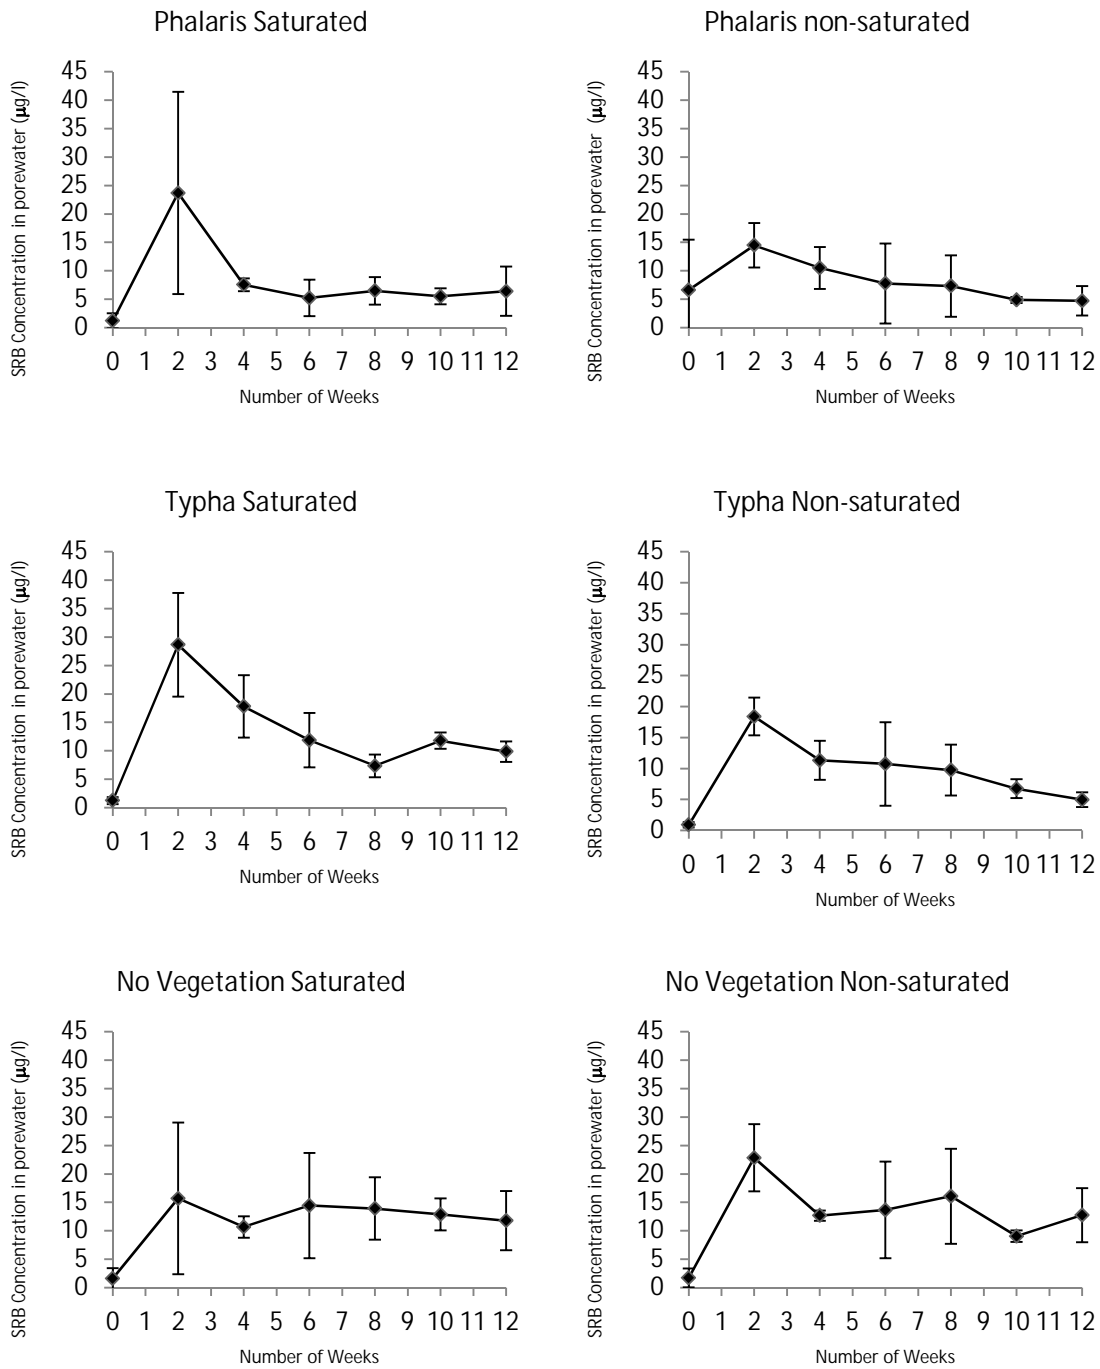 Phalaris Saturated
SRB Concentration in porewater (µg/l)
45
40
35
30
25
20
15
10
5
0
0 1 2 3 4 5 6 7 8 9 10 11 12
Number of Weeks
Phalaris non-saturated
SRB Concentration in porewater (µg/l)
45
40
35
30
25
20
15
10
5
0
0 1 2 3 4 5 6 7 8 9 10 11 12
Number of Weeks
Typha Saturated
SRB Concentration in porewater (µg/l)
45
40
35
30
25
20
15
10
5
0
0 1 2 3 4 5 6 7 8 9 10 11 12
Number of Weeks
Typha Non-saturated
SRB Concentration in porewater (µg/l)
45
40
35
30
25
20
15
10
5
0
0 1 2 3 4 5 6 7 8 9 10 11 12
Number of Weeks
No Vegetation Saturated
SRB Concentration in porewater (µg/l)
45
40
35
30
25
20
15
10
5
0
0 1 2 3 4 5 6 7 8 9 10 11 12
Number of Weeks
No Vegetation Non-saturated
SRB Concentration in porewater (µg/l)
45
40
35
30
25
20
15
10
5
0
0 1 2 3 4 5 6 7 8 9 10 11 12
Number of Weeks